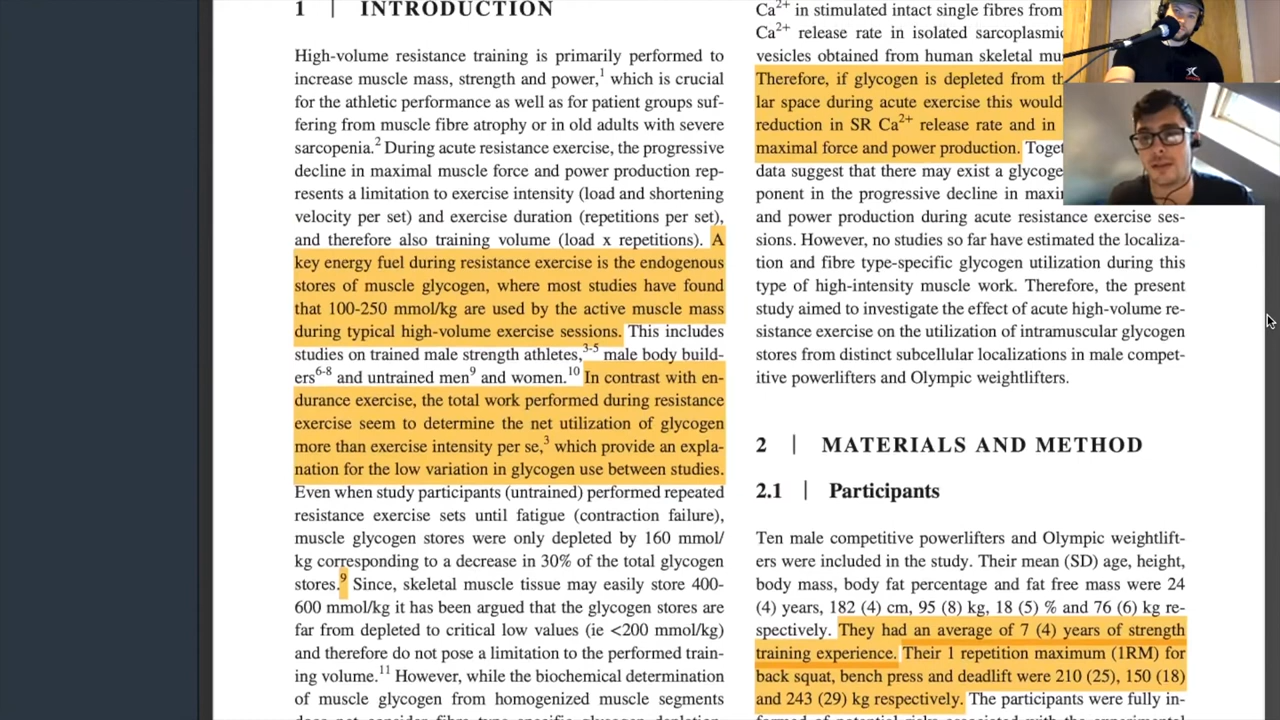 1 | INTRODUCTION
High-volume resistance training is primarily performed to
increase muscle mass, strength and power,1 which is crucial
for the athletic performance as well as for patient groups suf-
fering from muscle fibre atrophy or in old adults with severe
sarcopenia.2 During acute resistance exercise, the progressive
decline in maximal muscle force and power production rep-
resents a limitation to exercise intensity (load and shortening
velocity per set) and exercise duration (repetitions per set),
and therefore also training volume (load x repetitions). A
key energy fuel during resistance exercise is the endogenous
stores of muscle glycogen, where most studies have found
that 100-250 mmol/kg are used by the active muscle mass
during typical high-volume exercise sessions. This includes
studies on trained male strength athletes,3-5 male body build-
ers6-8 and untrained men9 and women.10 In contrast with en-
durance exercise, the total work performed during resistance
exercise seem to determine the net utilization of glycogen
more than exercise intensity per se,3 which provide an expla-
nation for the low variation in glycogen use between studies.
Even when study participants (untrained) performed repeated
resistance exercise sets until fatigue (contraction failure),
muscle glycogen stores were only depleted by 160 mmol/
kg corresponding to a decrease in 30% of the total glycogen
stores.9 Since, skeletal muscle tissue may easily store 400-
600 mmol/kg it has been argued that the glycogen stores are
far from depleted to critical low values (ie <200 mmol/kg)
and therefore do not pose a limitation to the performed train-
ing volume.11 However, while the biochemical determination
of muscle glycogen from homogenized muscle segments
does not consider fibre type-specific glycogen depletion
Ca2+ in stimulated intact single fibres from
Ca2+ release rate in isolated sarcoplasmic
vesicles obtained from human skeletal mu
Therefore, if glycogen is depleted from th
lar space during acute exercise this would
reduction in SR Ca2+ release rate and in
maximal force and power production. Toget
data suggest that there may exist a glycoge
ponent in the progressive decline in maxi
and power production during acute resistance exercise ses-
sions. However, no studies so far have estimated the localiza-
tion and fibre type-specific glycogen utilization during this
type of high-intensity muscle work. Therefore, the present
study aimed to investigate the effect of acute high-volume re-
sistance exercise on the utilization of intramuscular glycogen
stores from distinct subcellular localizations in male compet-
itive powerlifters and Olympic weightlifters.
2 | MATERIALS AND METHOD
2.1 | Participants
Ten male competitive powerlifters and Olympic weightlift-
ers were included in the study. Their mean (SD) age, height,
body mass, body fat percentage and fat free mass were 24
(4) years, 182 (4) cm, 95 (8) kg, 18 (5) % and 76 (6) kg re-
spectively. They had an average of 7 (4) years of strength
training experience. Their 1 repetition maximum (1RM) for
back squat, bench press and deadlift were 210 (25), 150 (18)
and 243 (29) kg respectively. The participants were fully in-
formed of potential risks associated with the experiments